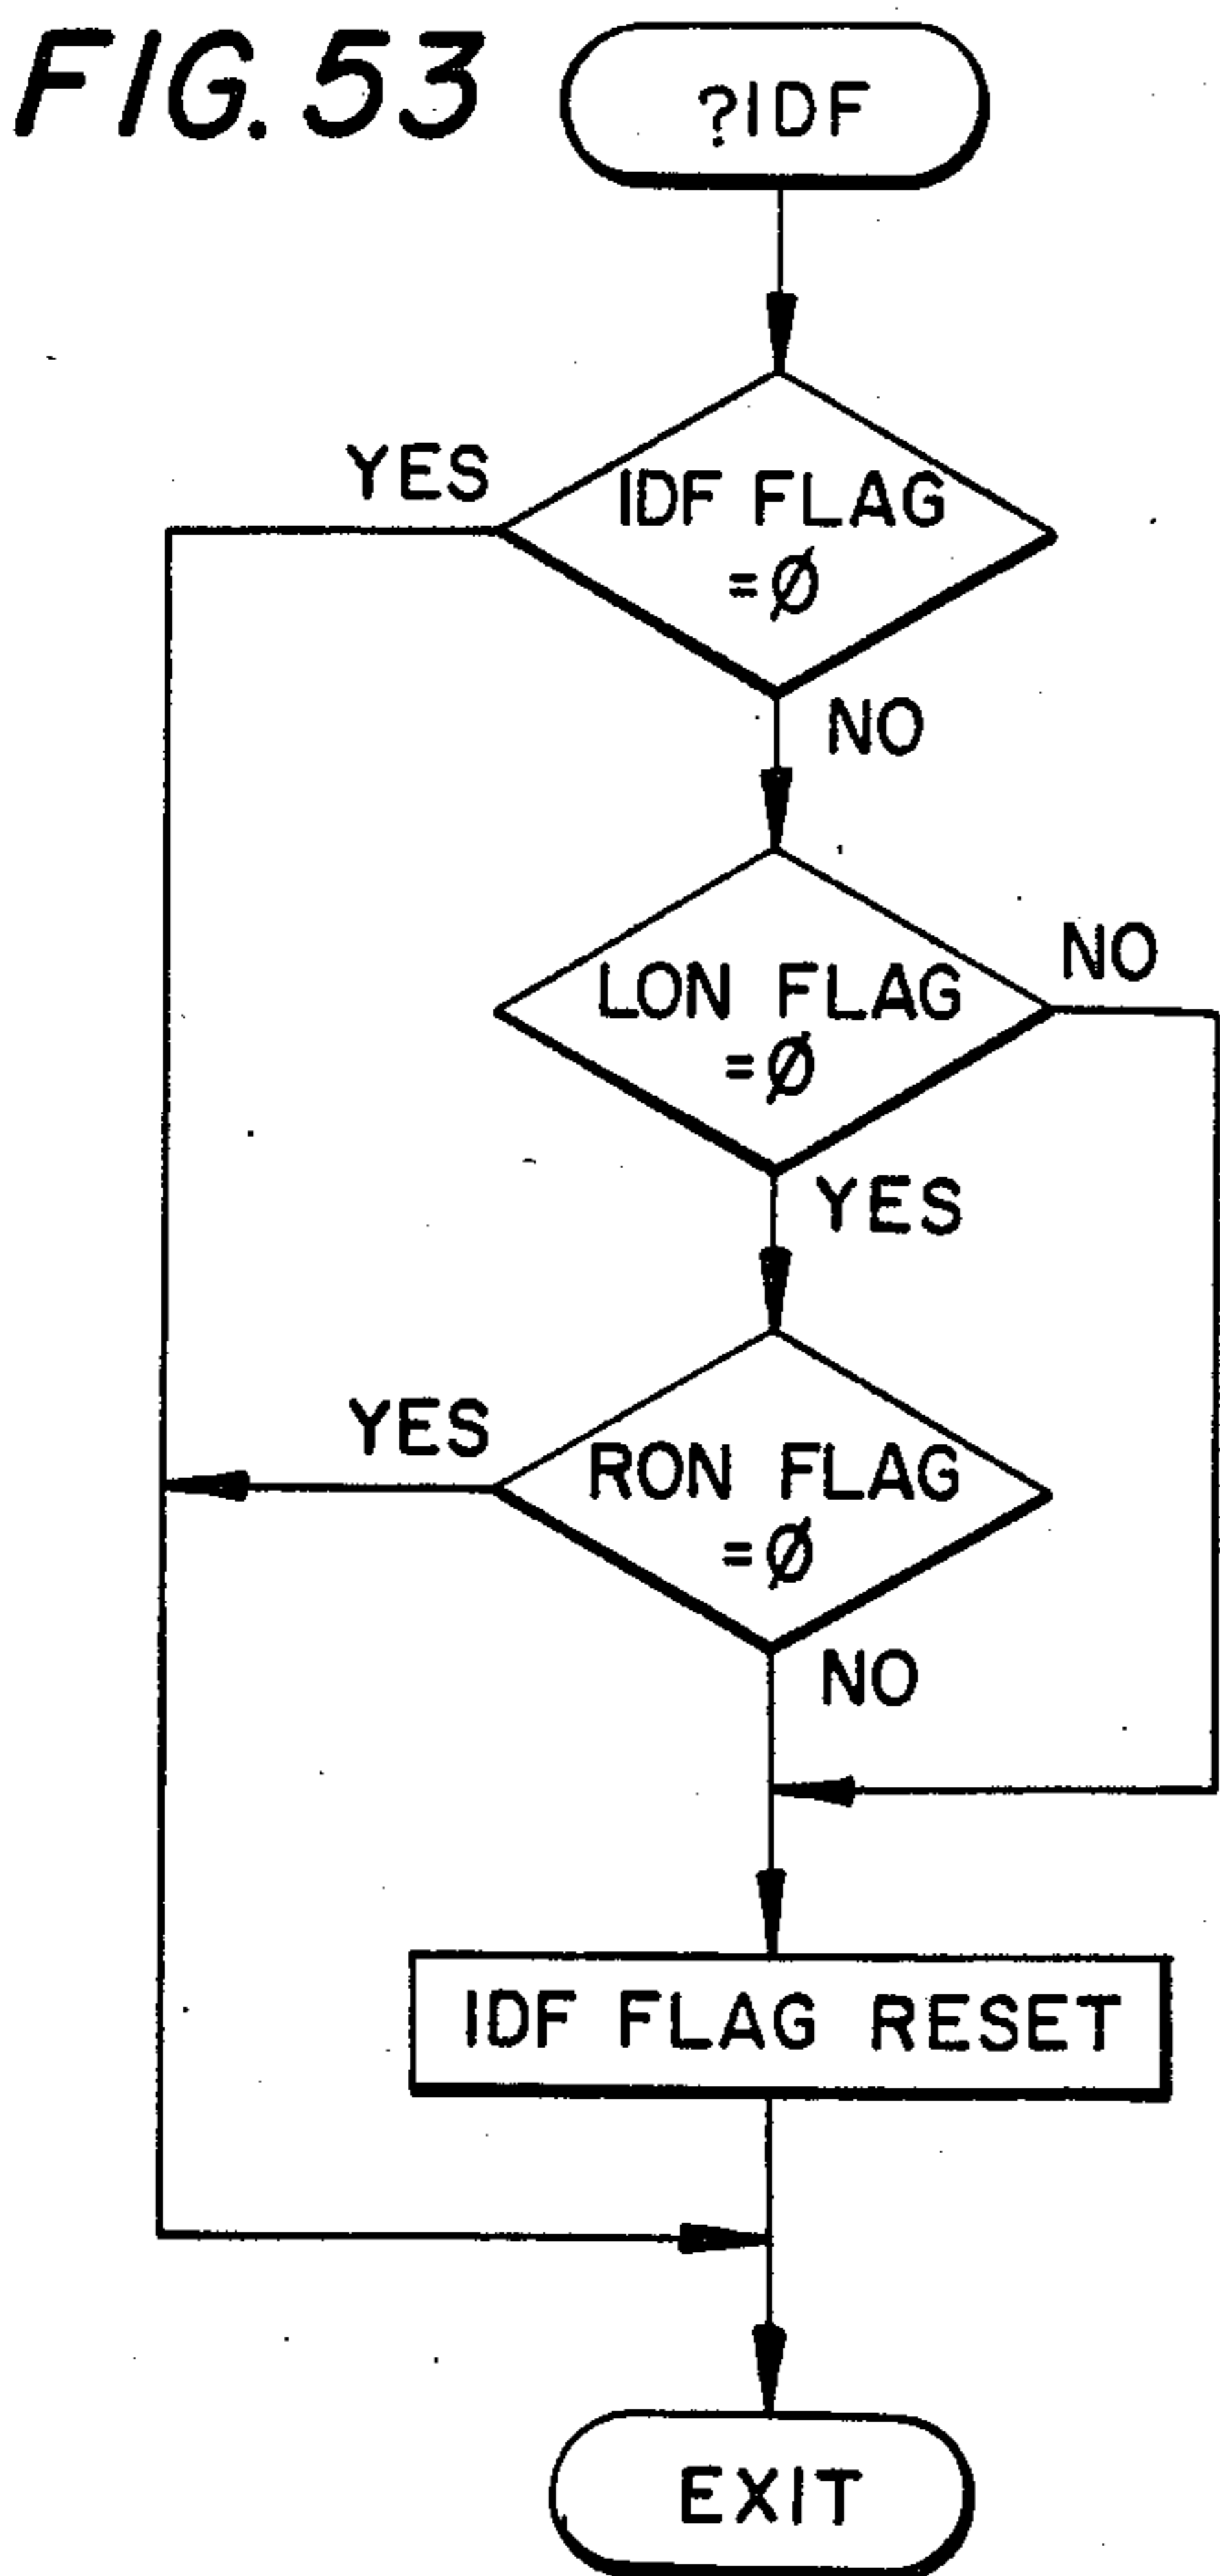 FIG. 53
?IDF
YES
IDF FLAG
=Ø
NO
LON FLAG
=Ø
NO
YES
YES
RON FLAG
=Ø
NO
IDF FLAG RESET
EXIT